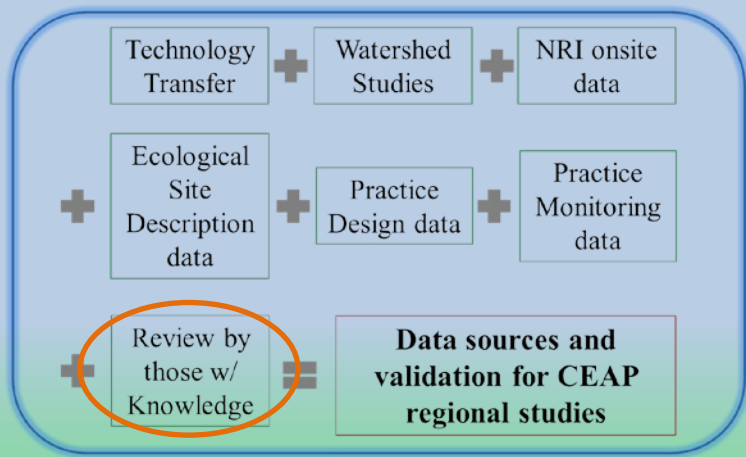 Technology
Transfer
Watershed
Studies
NRI onsite
data
Ecological
Site
Description
data
Practice
Design data
Practice
Monitoring
data
Review by
those w/
Knowledge
Data sources and
validation for CEAP
regional studies